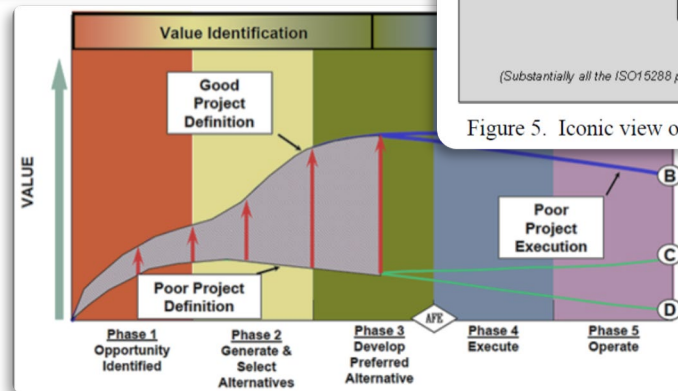 (Substantially all the ISO15288
Figure 5. Iconic view
Value Identification
Good
Project
Definition
VALUE
B
Poor
Project
Execution
C
Poor Project
Definition
D
AFE
Phase 1
Opportunity
Identified
Phase 2
Generate &
Select
Alternatives
Phase 3
Develop
Preferred
Alternative
Phase 4
Execute
Phase 5
Operate